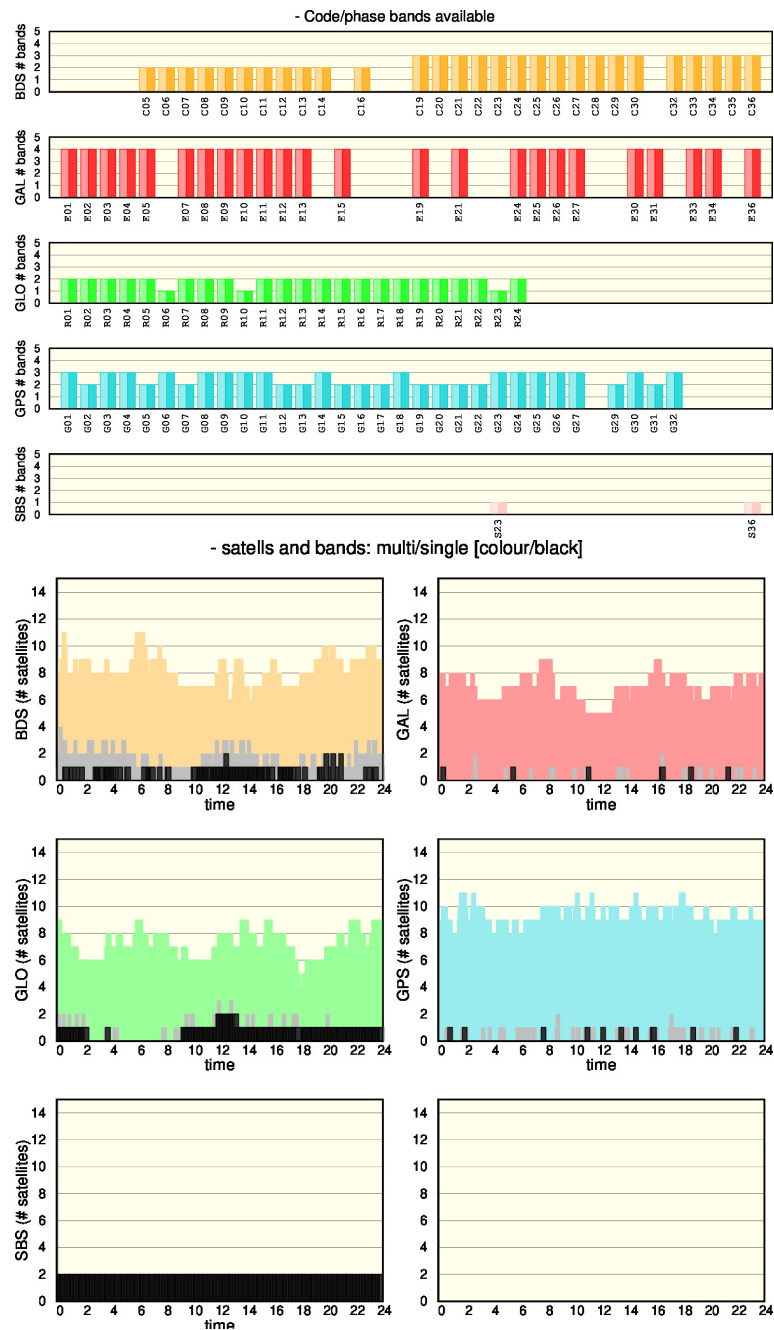 - Code/phase bands available
BDS # bands
5
4
3
2
1
0
C05 C06 C07 C08 C09 C10 C11 C12 C13 C14 C16 C19 C20 C21 C22 C23 C24 C25 C26 C27 C28 C29 C30 C32 C33 C34 C35 C36
GAL # bands
5
4
3
2
1
0
E01 E02 E03 E04 E05 E07 E08 E09 E10 E11 E12 E13 E15 E19 E21 E24 E25 E26 E27 E30 E31 E33 E34 E36
GLO # bands
5
4
3
2
1
0
R01 R02 R03 R04 R05 R06 R07 R08 R09 R10 R11 R12 R13 R14 R15 R16 R17 R18 R19 R20 R21 R22 R23 R24
GPS # bands
5
4
3
2
1
0
G01 G02 G03 G04 G05 G06 G07 G08 G09 G10 G11 G12 G13 G14 G15 G16 G17 G18 G19 G20 G21 G22 G23 G24 G25 G26 G27 G29 G30 G31 G32
SBS # bands
5
4
3
2
1
0
S23 S36
- satells and bands: multi/single [colour/black]
BDS (# satellites)
14
12
10
8
6
4
2
0
0 2 4 6 8 10 12 14 16 18 20 22 24
time
GAL (# satellites)
14
12
10
8
6
4
2
0
0 2 4 6 8 10 12 14 16 18 20 22 24
time
GLO (# satellites)
14
12
10
8
6
4
2
0
0 2 4 6 8 10 12 14 16 18 20 22 24
time
GPS (# satellites)
14
12
10
8
6
4
2
0
0 2 4 6 8 10 12 14 16 18 20 22 24
time
SBS (# satellites)
14
12
10
8
6
4
2
0
0 2 4 6 8 10 12 14 16 18 20 22 24
time
14
12
10
8
6
4
2
0
0 2 4 6 8 10 12 14 16 18 20 22 24